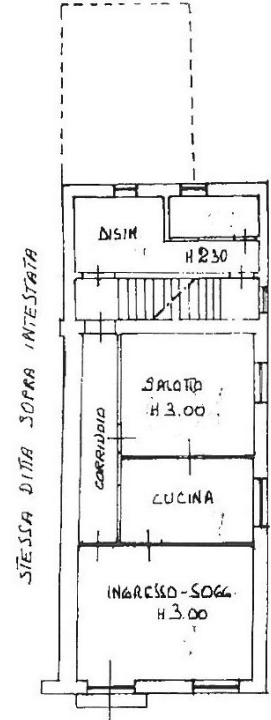 DISIM
H 2 30
SALOTTO
H 3.00
CORRIDOIO
CUCINA
INGRESSO-SOGG.
H 3.00
STESSA DITTA SOPRA INTESTATA